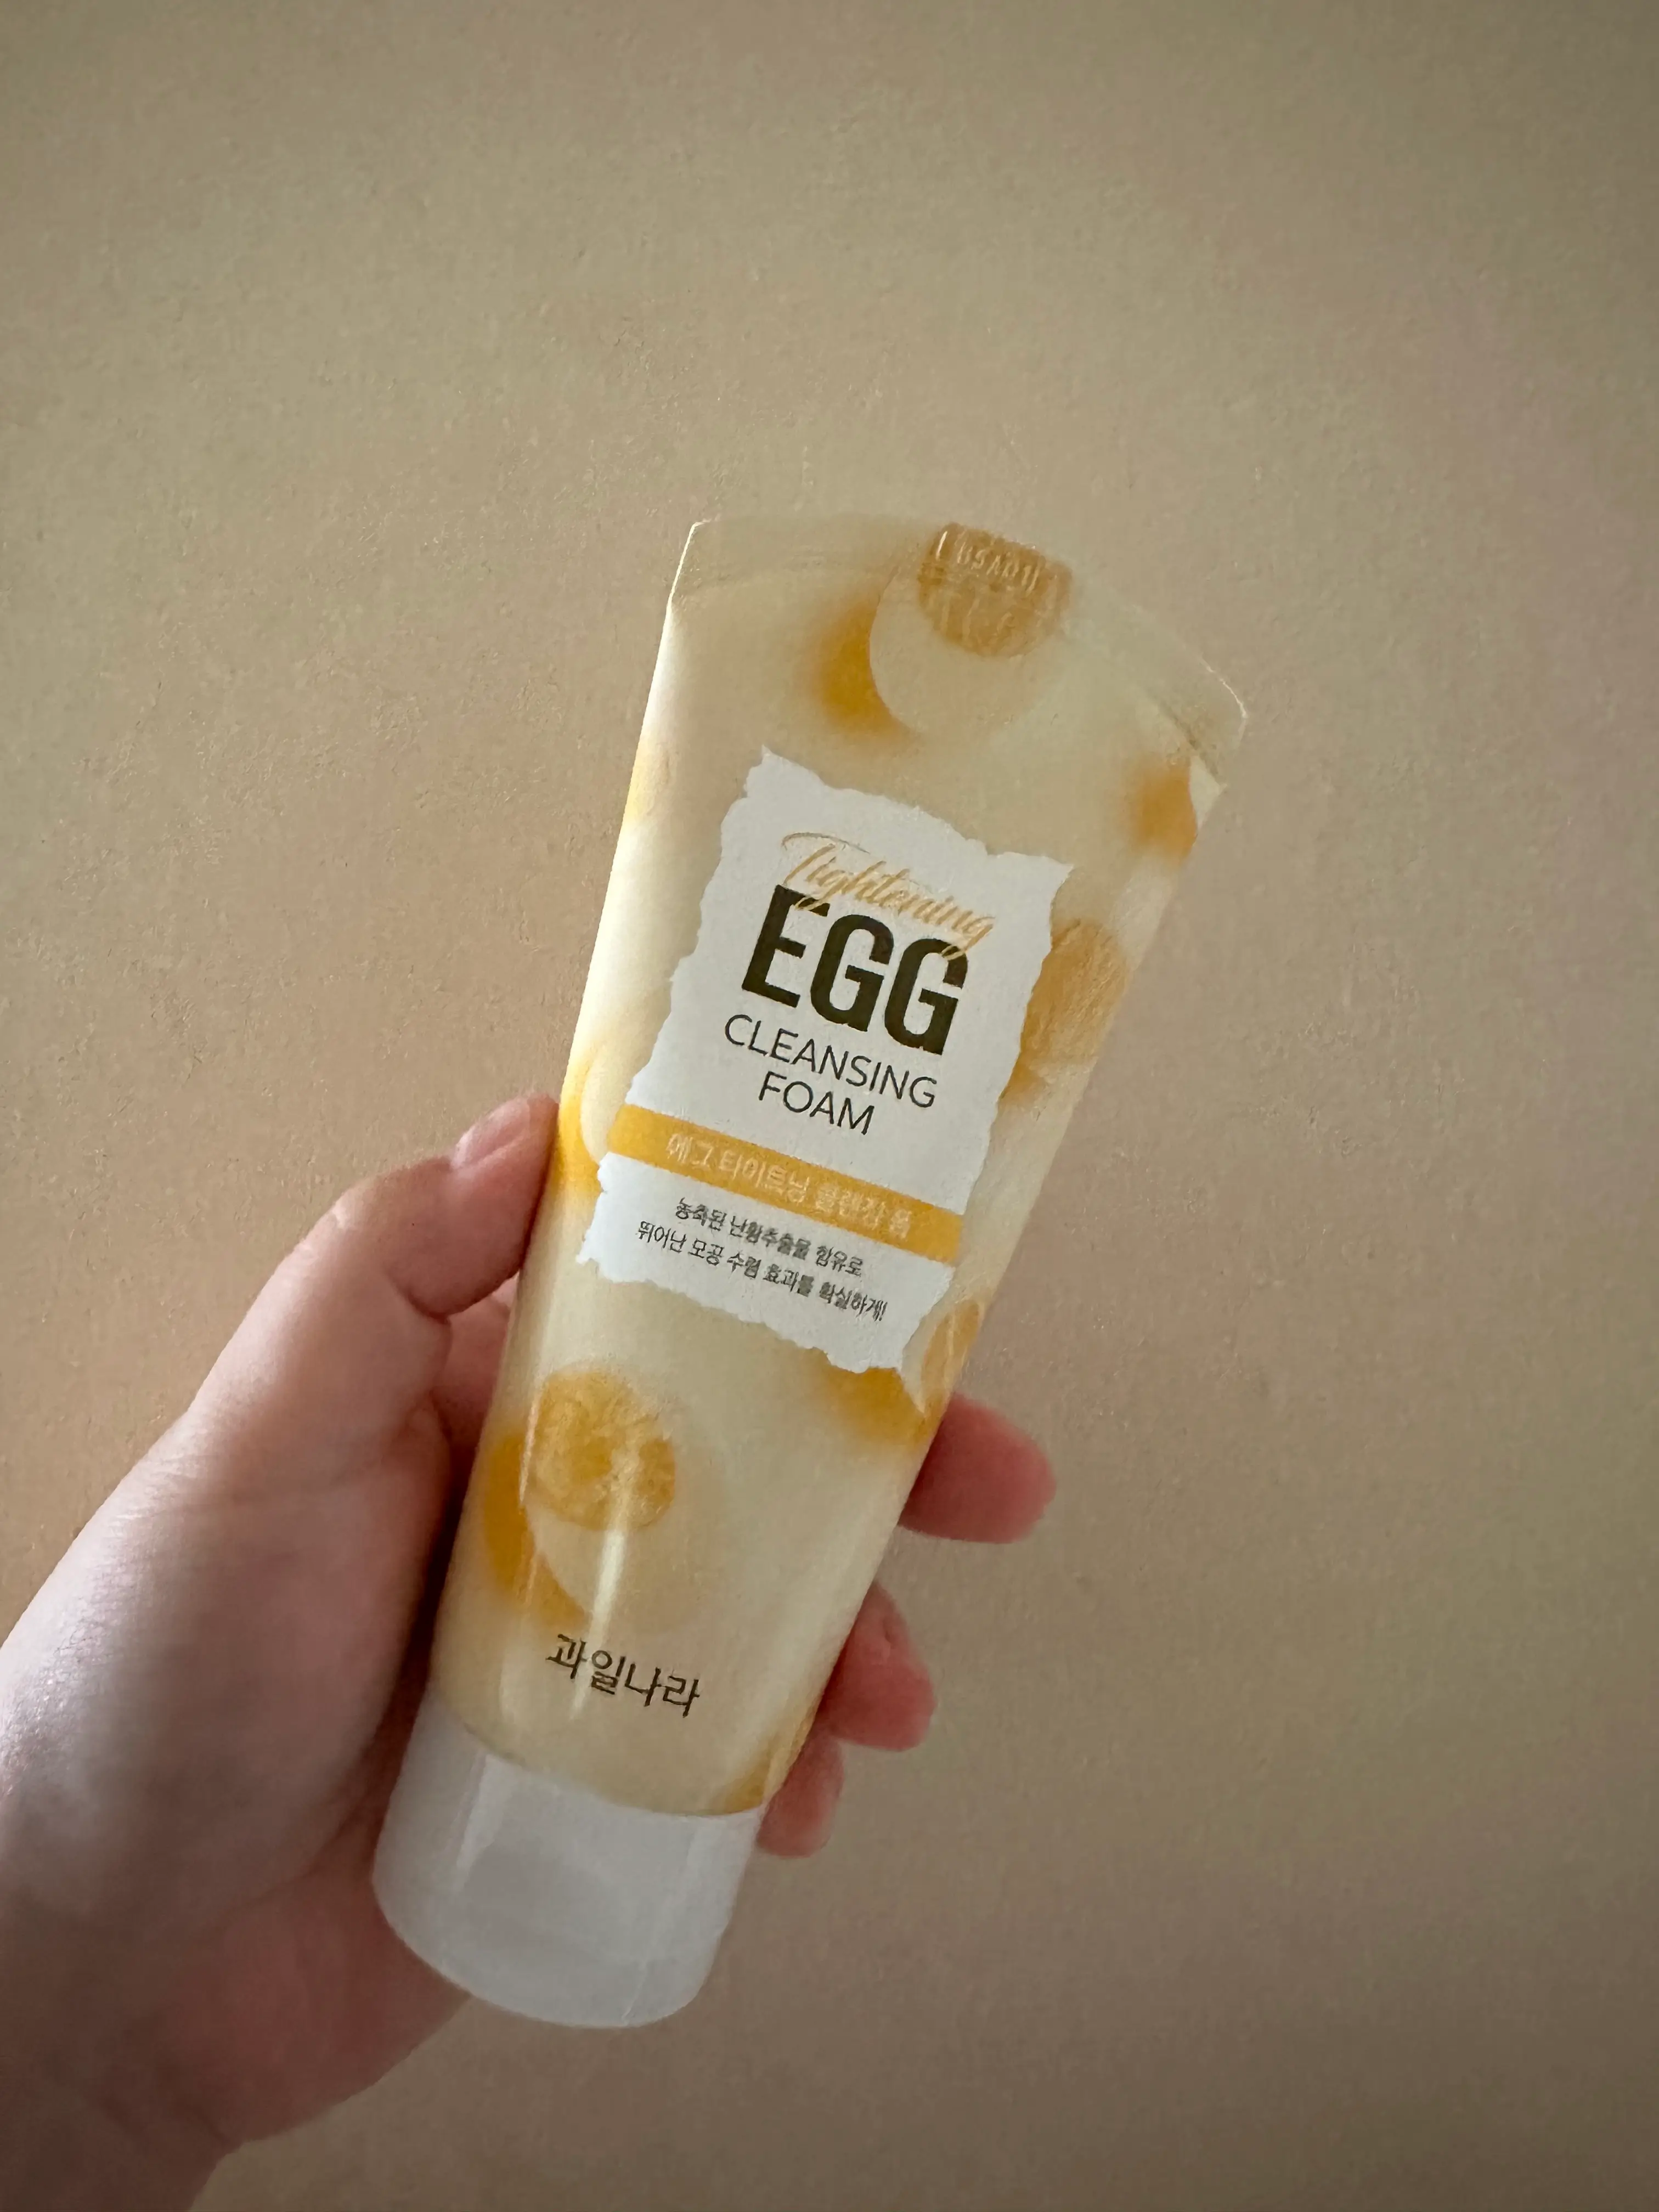 Tightening
EGG
CLEANSING
FOAM
에그 타이트닝 클렌징 폼
농축된 난황추출물 함유로
뛰어난 모공 수렴 효과를 확실하게!
과일나라